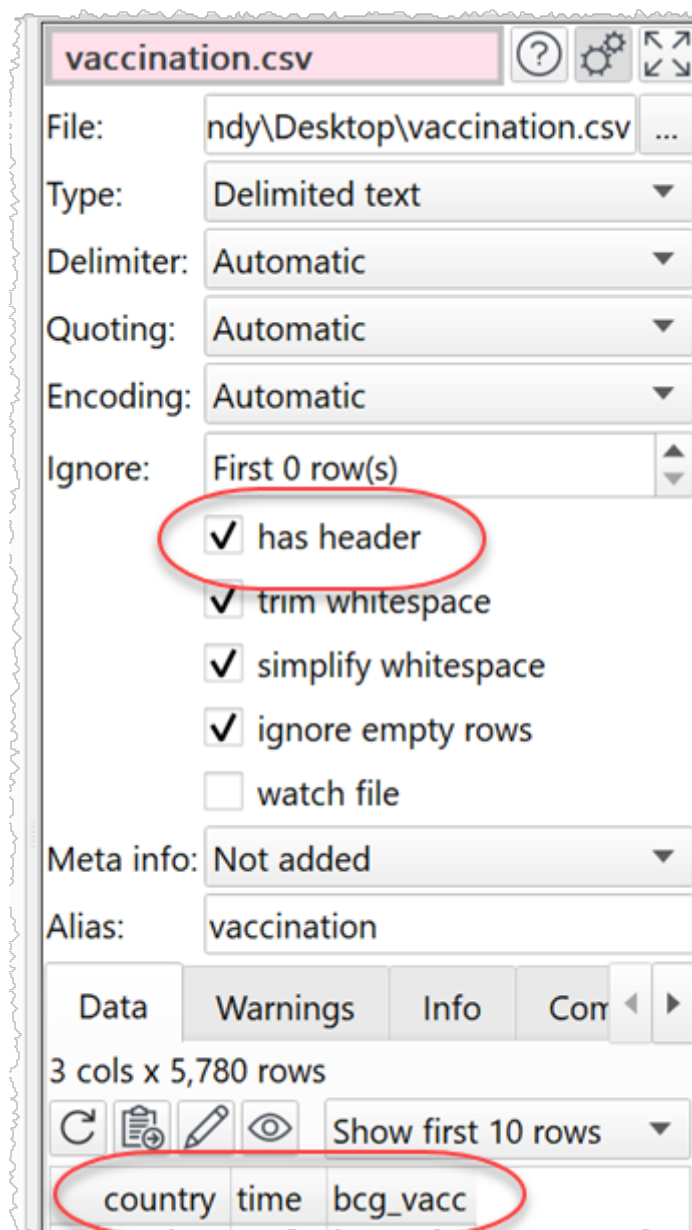 vaccination.csv ?
File: ndy\Desktop\vaccination.csv ...
Type: Delimited text
Delimiter: Automatic
Quoting: Automatic
Encoding: Automatic
Ignore: First 0 row(s)
has header
trim whitespace
simplify whitespace
ignore empty rows
watch file
Meta info: Not added
Alias: vaccination
Data Warnings Info Com
3 cols x 5,780 rows
Show first 10 rows
country time bcg_vacc